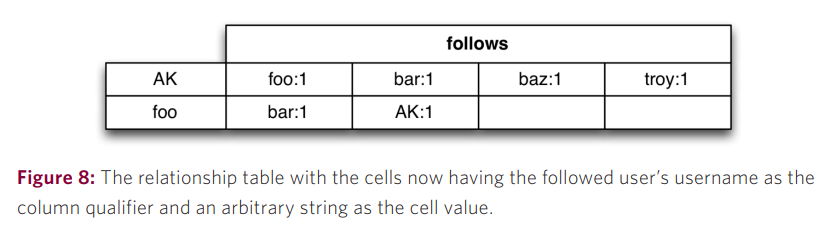 follows
AK foo:1 bar:1 baz:1 troy:1
foo bar:1 AK:1
Figure 8: The relationship table with the cells now having the followed user’s username as the
column qualifier and an arbitrary string as the cell value.